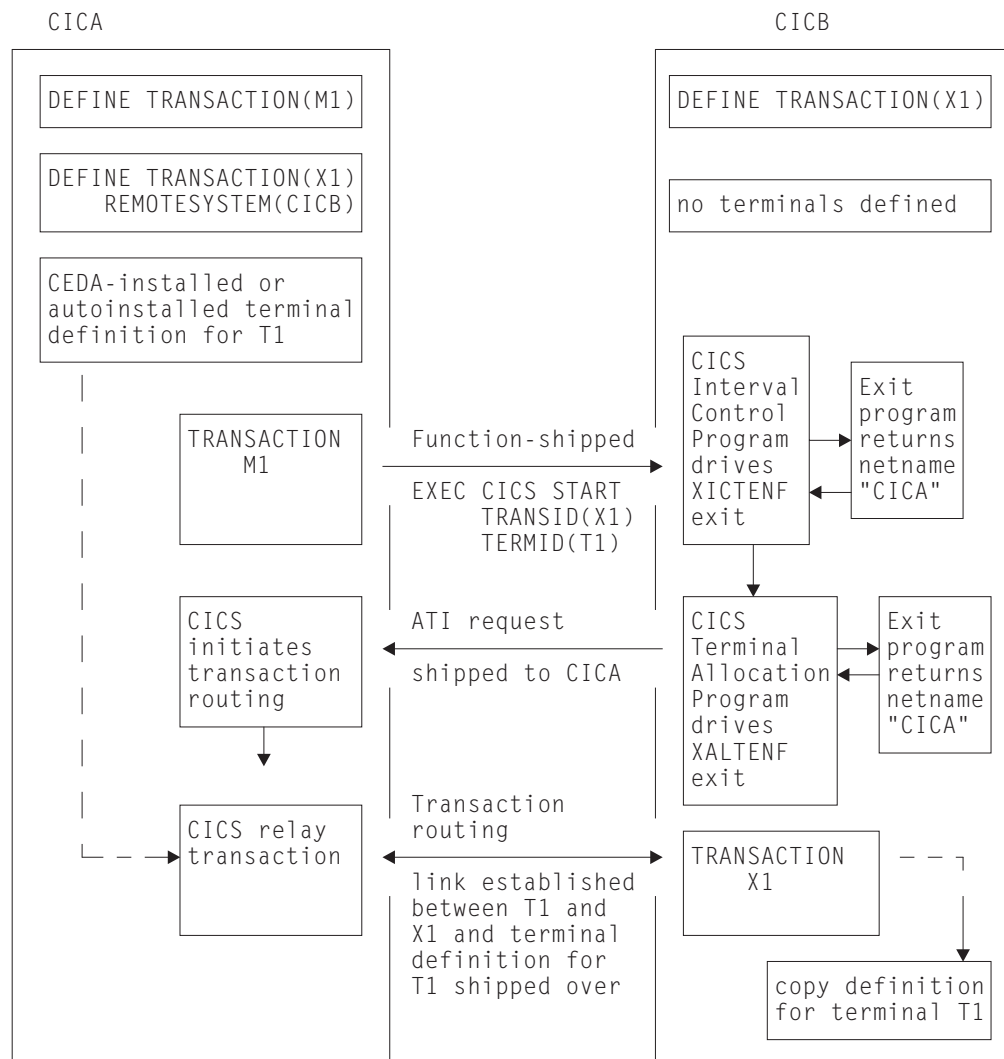 CICA
CICB
DEFINE TRANSACTION(M1)
DEFINE TRANSACTION(X1)
DEFINE TRANSACTION(X1)
REMOTESYSTEM(CICB)
no terminals defined
CEDA-installed or
autoinstalled terminal
definition for T1
TRANSACTION
M1
Function-shipped
EXEC CICS START
TRANSID(X1)
TERMID(T1)
CICS
Interval
Control
Program
drives
XICTENF
exit
Exit
program
returns
netname
"CICA"
CICS
initiates
transaction
routing
ATI request
shipped to CICA
CICS
Terminal
Allocation
Program
drives
XALTENF
exit
Exit
program
returns
netname
"CICA"
CICS relay
transaction
Transaction
routing
link established
between T1 and
X1 and terminal
definition for
T1 shipped over
TRANSACTION
X1
copy definition
for terminal T1